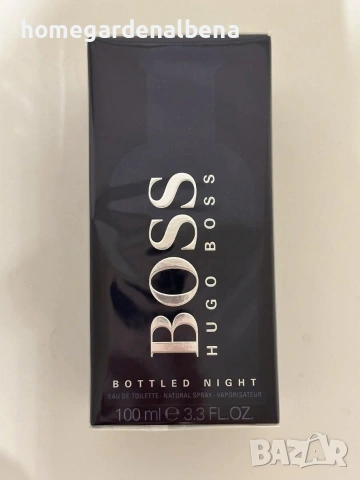 homegardenalbena
BOSS
HUGO BOSS
BOTTLED NIGHT
EAU DE TOILETTE · NATURAL SPRAY · VAPORISATEUR
100 ml ℮ 3.3 FL.OZ.
BAZAR